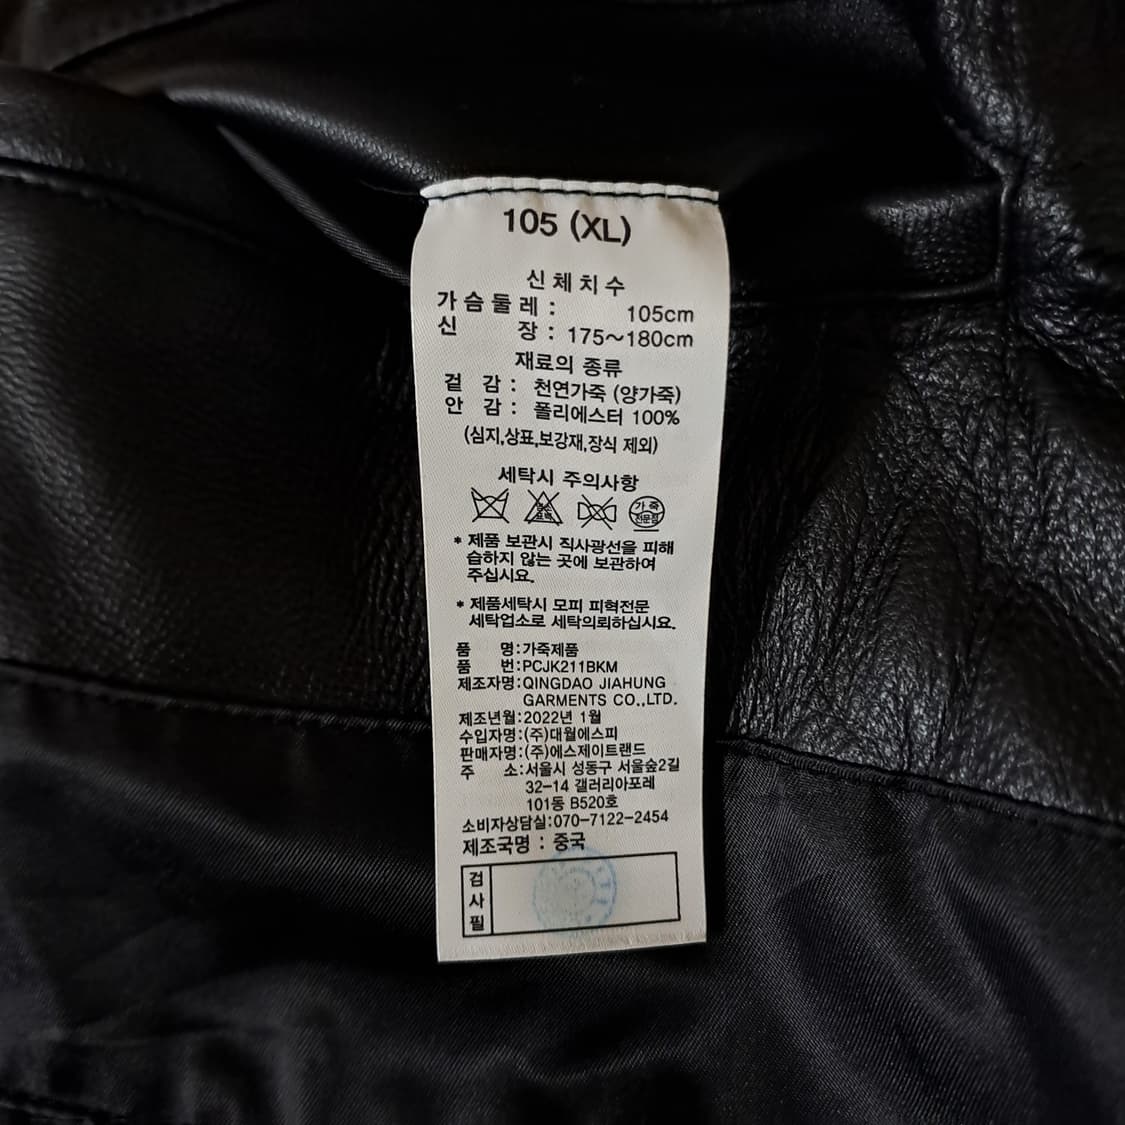 105 (XL)
신체치수
가슴둘레 : 105cm
신 장 : 175~180cm
재료의 종류
겉 감 : 천연가죽 (양가죽)
안 감 : 폴리에스터 100%
(심지,상표,보강재,장식 제외)
세탁시 주의사항
가 죽
전문점
* 제품 보관시 직사광선을 피해
습하지 않는 곳에 보관하여
주십시요.
* 제품세탁시 모피 피혁전문
세탁업소로 세탁의뢰하십시요.
품 명:가죽제품
품 번:PCJK211BKM
제조자명:QINGDAO JIAHUNG
GARMENTS CO.,LTD.
제조년월:2022년 1월
수입자명:(주)대월에스피
판매자명:(주)에스제이트랜드
주 소:서울시 성동구 서울숲2길
32-14 갤러리아포레
101동 B520호
소비자상담실:070-7122-2454
제조국명 : 중국
검
사
필